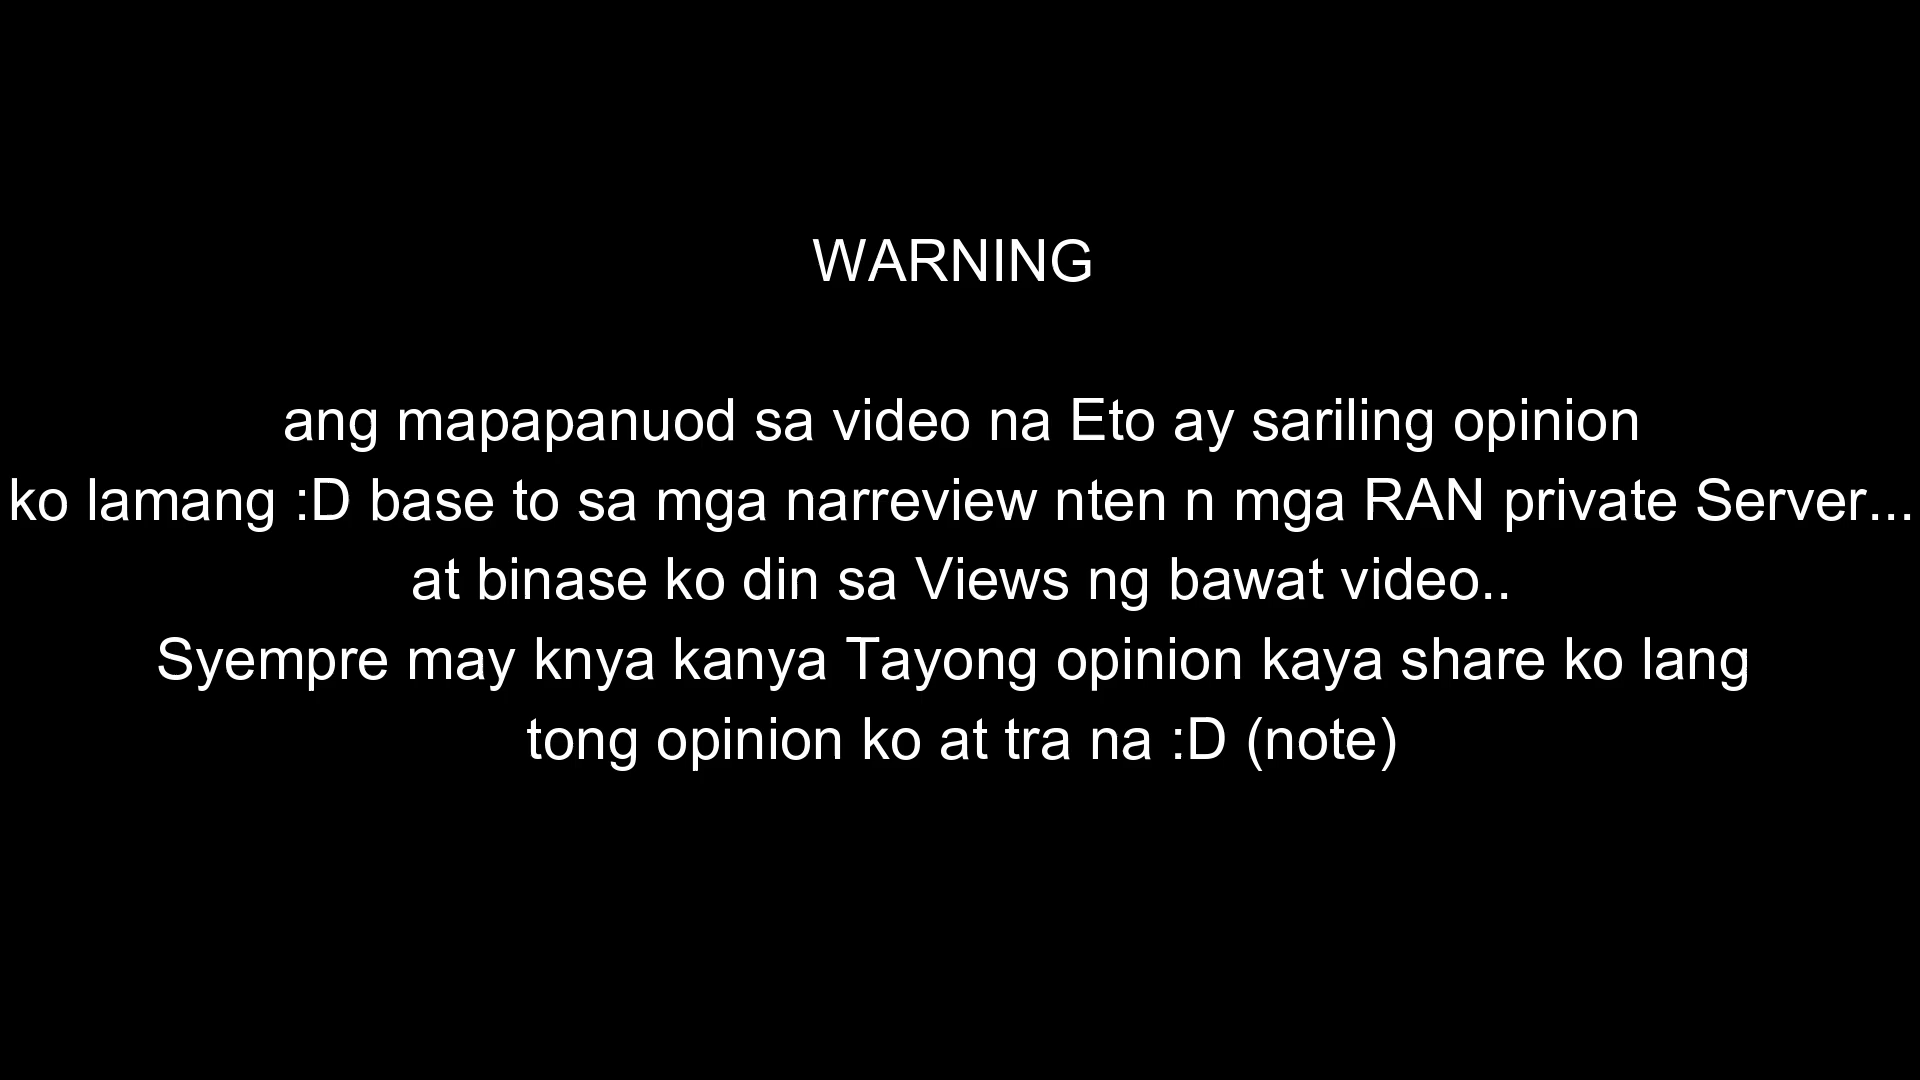 WARNING
ang mapapanuod sa video na Eto ay sariling opinion
ko lamang :D base to sa mga narreview nten n mga RAN private Server...
at binase ko din sa Views ng bawat video..
Syempre may knya kanya Tayong opinion kaya share ko lang
tong opinion ko at tra na :D (note)